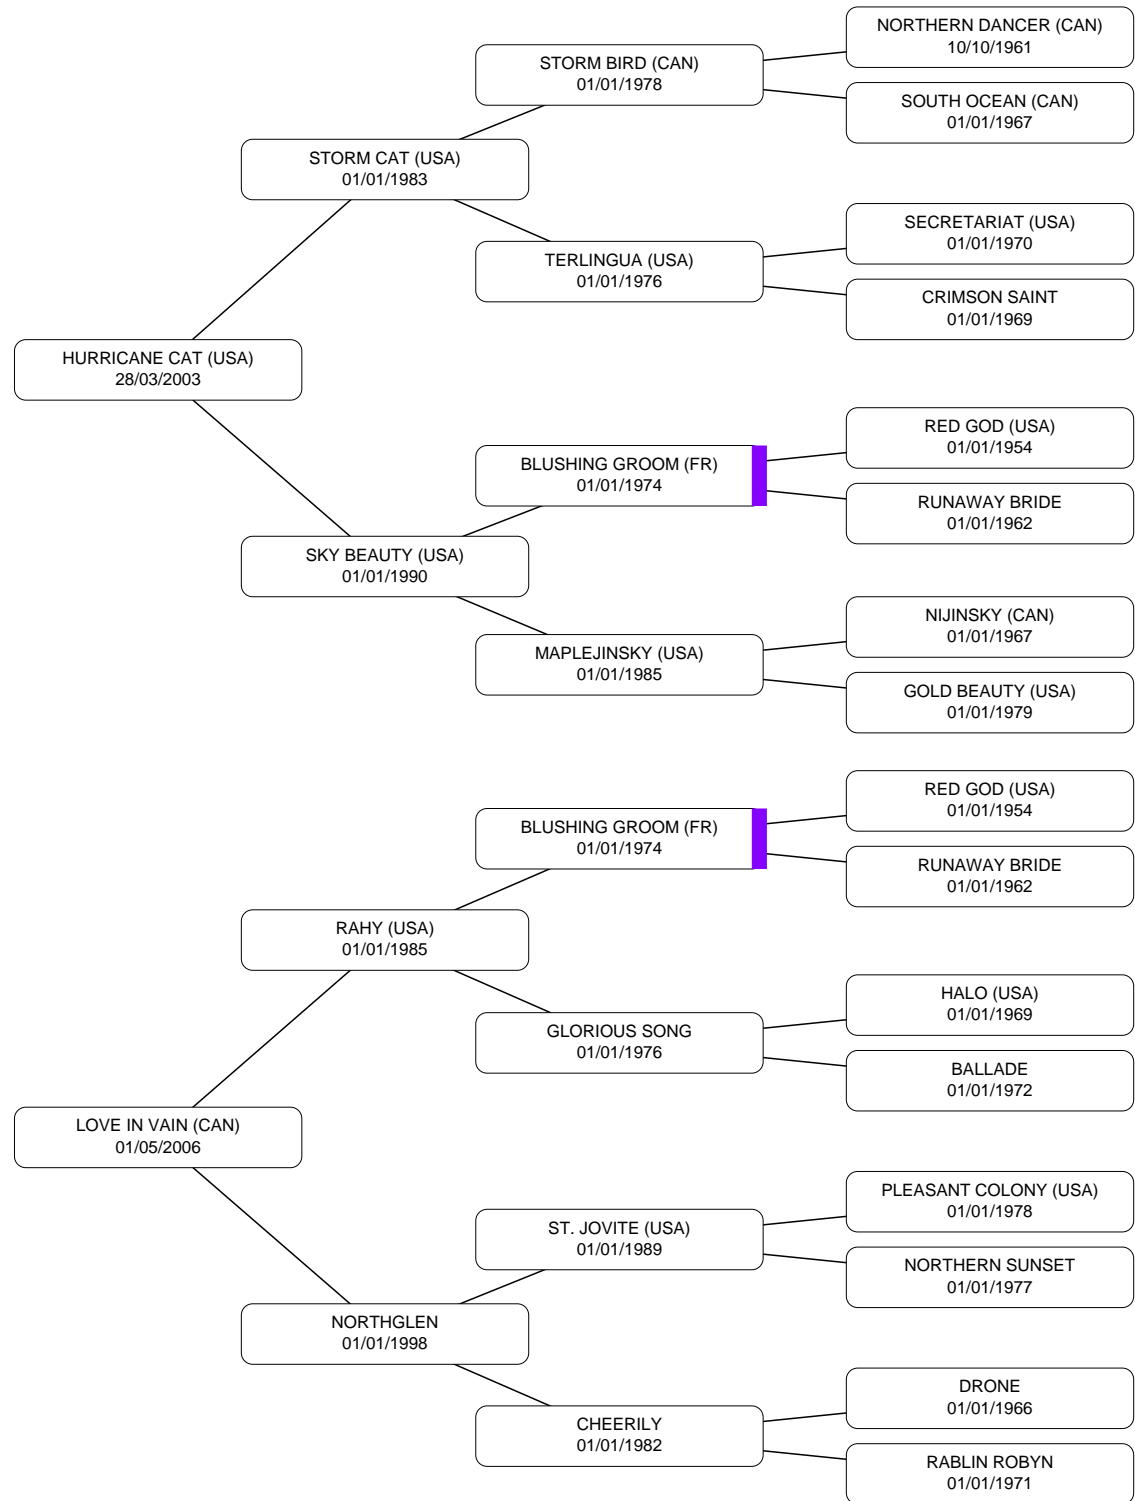 NORTHERN DANCER (CAN)
10/10/1961
STORM BIRD (CAN)
01/01/1978
SOUTH OCEAN (CAN)
01/01/1967
STORM CAT (USA)
01/01/1983
SECRETARIAT (USA)
01/01/1970
TERLINGUA (USA)
01/01/1976
CRIMSON SAINT
01/01/1969
HURRICANE CAT (USA)
28/03/2003
RED GOD (USA)
01/01/1954
BLUSHING GROOM (FR)
01/01/1974
RUNAWAY BRIDE
01/01/1962
SKY BEAUTY (USA)
01/01/1990
NIJINSKY (CAN)
01/01/1967
MAPLEJINSKY (USA)
01/01/1985
GOLD BEAUTY (USA)
01/01/1979
RED GOD (USA)
01/01/1954
BLUSHING GROOM (FR)
01/01/1974
RUNAWAY BRIDE
01/01/1962
RAHY (USA)
01/01/1985
HALO (USA)
01/01/1969
GLORIOUS SONG
01/01/1976
BALLADE
01/01/1972
LOVE IN VAIN (CAN)
01/05/2006
PLEASANT COLONY (USA)
01/01/1978
ST. JOVITE (USA)
01/01/1989
NORTHERN SUNSET
01/01/1977
NORTHGLEN
01/01/1998
DRONE
01/01/1966
CHEERILY
01/01/1982
RABLIN ROBYN
01/01/1971